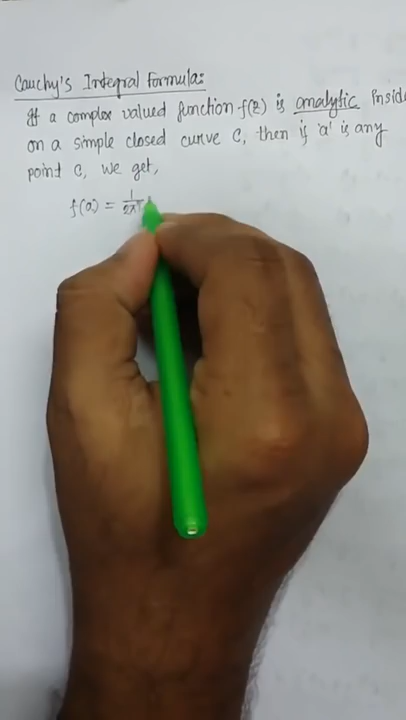 Cauchy's Integral Formula:
If a complex valued function f(z) is analytic Inside
on a simple closed curve C, then if 'a' is any
point C, we get,
f(a) = 1/2π